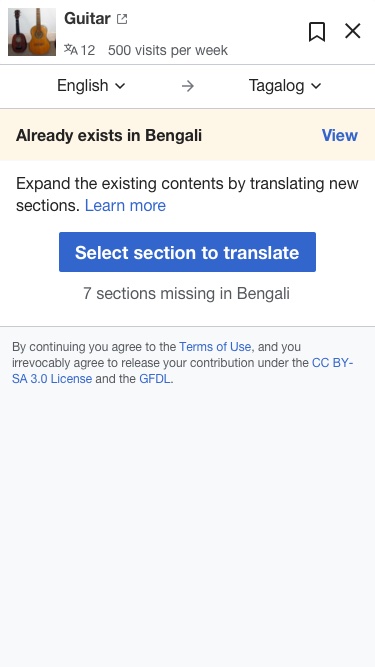 Guitar
12 500 visits per week
English Tagalog
Already exists in Bengali View
Expand the existing contents by translating new
sections. Learn more
Select section to translate
7 sections missing in Bengali
By continuing you agree to the Terms of Use, and you
irrevocably agree to release your contribution under the CC BY-
SA 3.0 License and the GFDL.